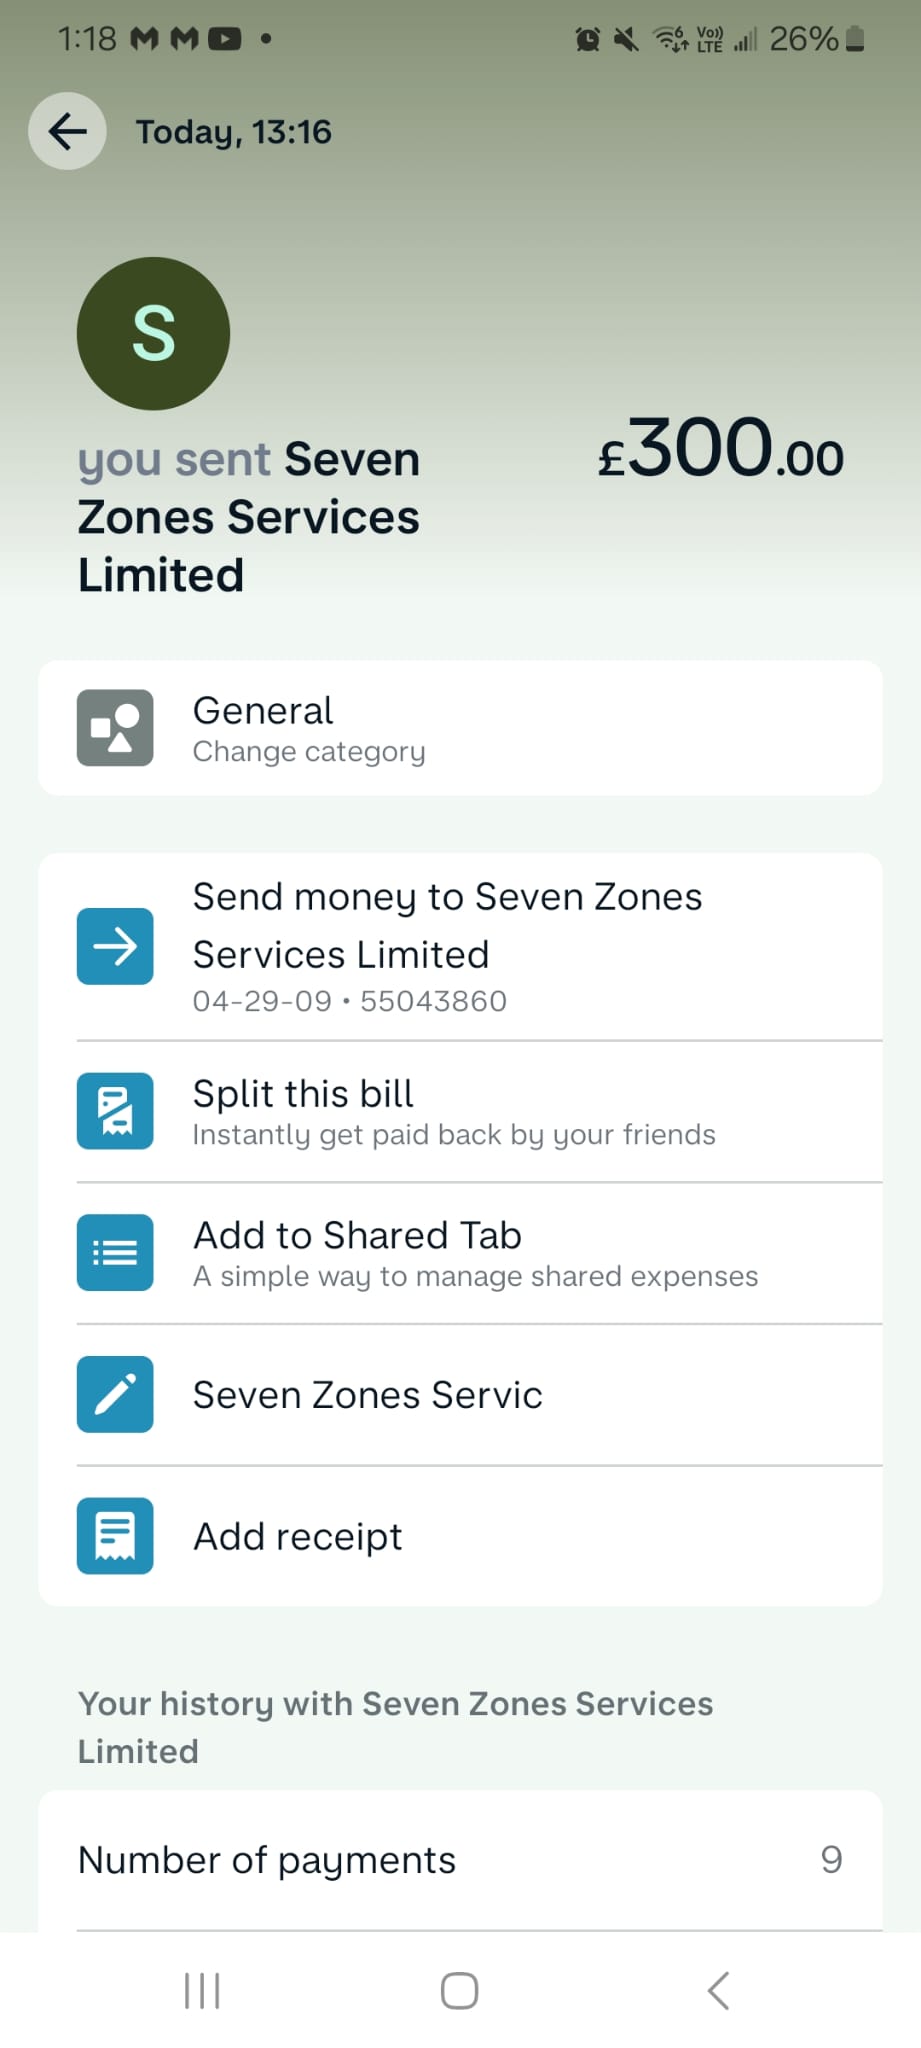 1:18
26%
Today, 13:16
S
you sent Seven
Zones Services
Limited
£300.00
General
Change category
Send money to Seven Zones
Services Limited
04-29-09 • 55043860
Split this bill
Instantly get paid back by your friends
Add to Shared Tab
A simple way to manage shared expenses
Seven Zones Servic
Add receipt
Your history with Seven Zones Services
Limited
Number of payments
9